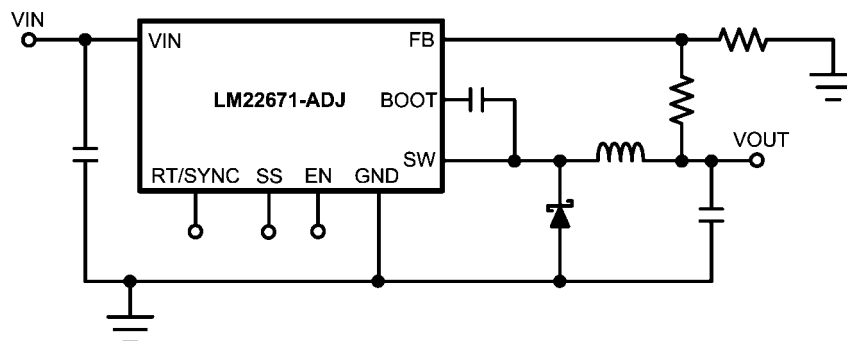 VIN
VIN
FB
LM22671-ADJ
BOOT
SW
VOUT
RT/SYNC
SS
EN
GND